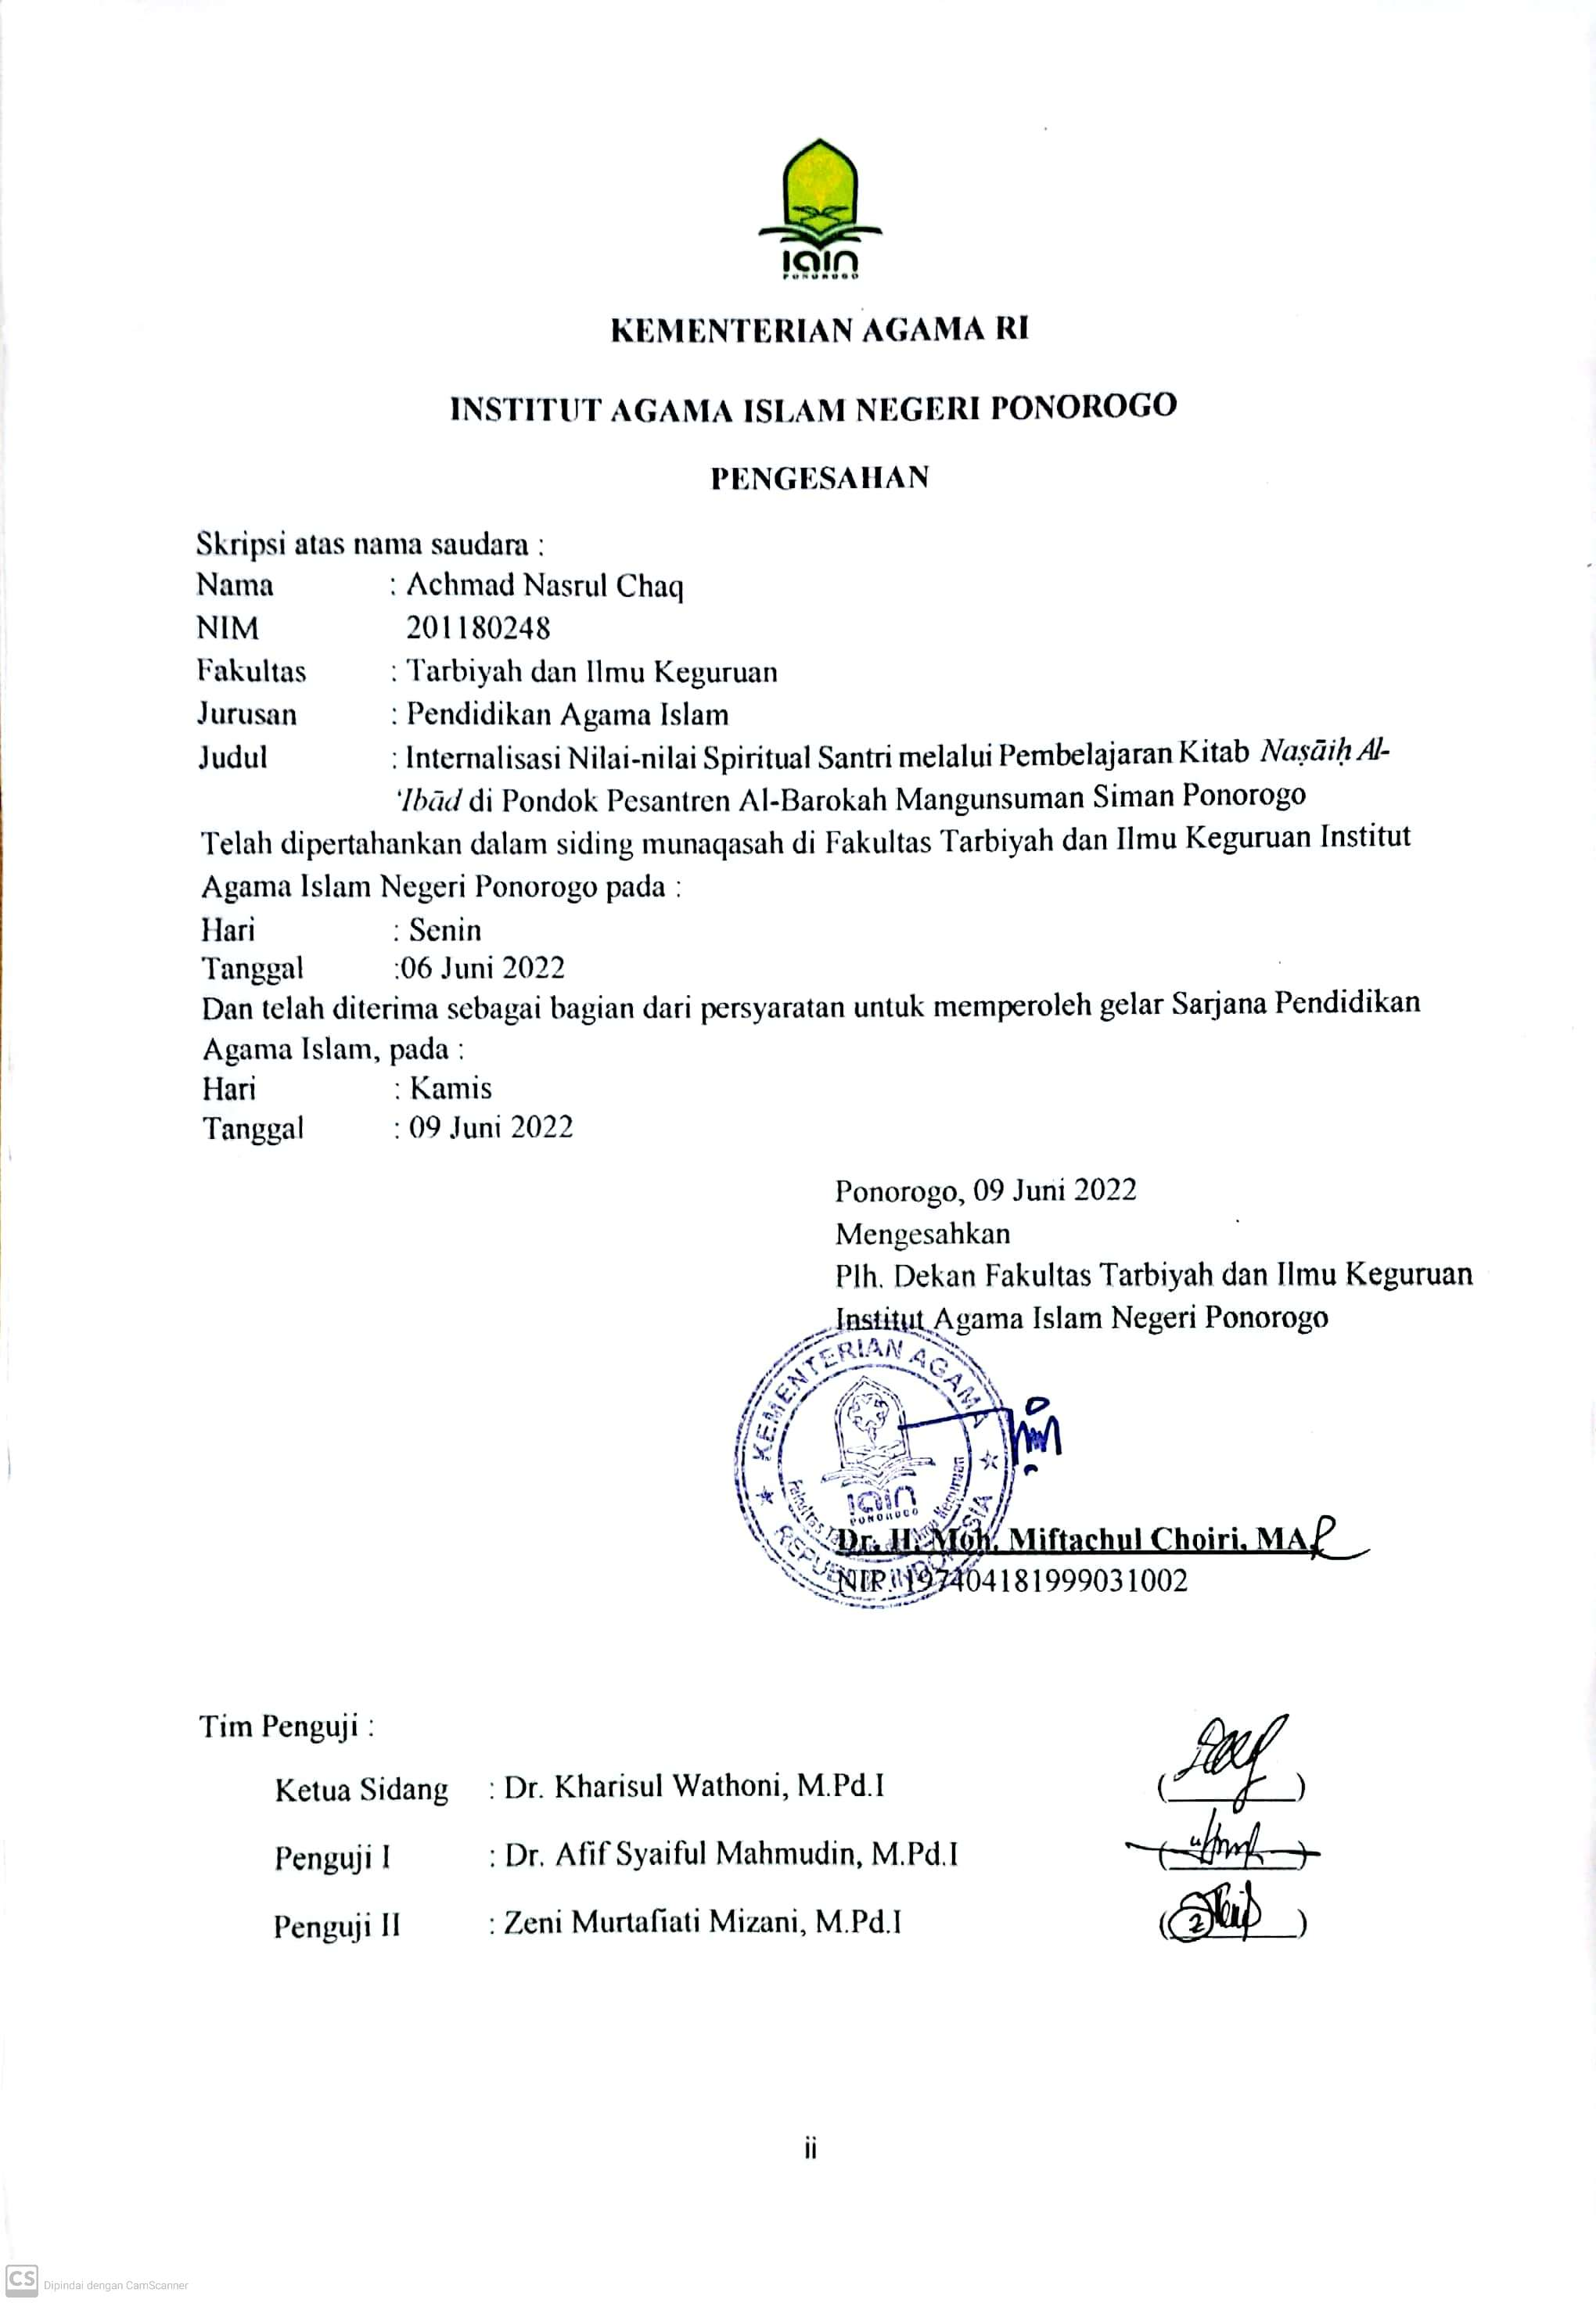 iain
PONOROGO
KEMENTERIAN AGAMA RI
INSTITUT AGAMA ISLAM NEGERI PONOROGO
PENGESAHAN
Skripsi atas nama saudara :
Nama : Achmad Nasrul Chaq
NIM 201180248
Fakultas : Tarbiyah dan Ilmu Keguruan
Jurusan : Pendidikan Agama Islam
Judul : Internalisasi Nilai-nilai Spiritual Santri melalui Pembelajaran Kitab Naṣāiḥ Al-
‘Ibād di Pondok Pesantren Al-Barokah Mangunsuman Siman Ponorogo
Telah dipertahankan dalam siding munaqasah di Fakultas Tarbiyah dan Ilmu Keguruan Institut
Agama Islam Negeri Ponorogo pada :
Hari : Senin
Tanggal :06 Juni 2022
Dan telah diterima sebagai bagian dari persyaratan untuk memperoleh gelar Sarjana Pendidikan
Agama Islam, pada :
Hari : Kamis
Tanggal : 09 Juni 2022
Ponorogo, 09 Juni 2022
Mengesahkan
Plh. Dekan Fakultas Tarbiyah dan Ilmu Keguruan
Institut Agama Islam Negeri Ponorogo
KEMENTERIAN AGAMA
REPUBLIK INDONESIA
iain
PONOROGO
Dr. H. Moh. Miftachul Choiri, MA
NIP. 197404181999031002
Tim Penguji :
Ketua Sidang : Dr. Kharisul Wathoni, M.Pd.I ( )
Penguji I : Dr. Afif Syaiful Mahmudin, M.Pd.I ( )
Penguji II : Zeni Murtafiati Mizani, M.Pd.I ( )
ii
CS Dipindai dengan CamScanner